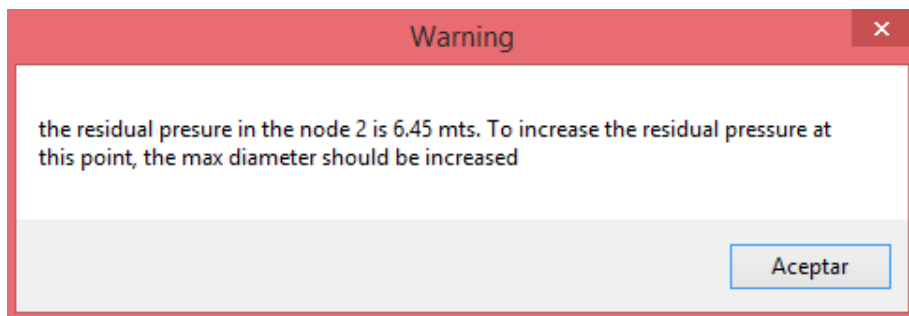 Warning
the residual presure in the node 2 is 6.45 mts. To increase the residual pressure at
this point, the max diameter should be increased
Aceptar